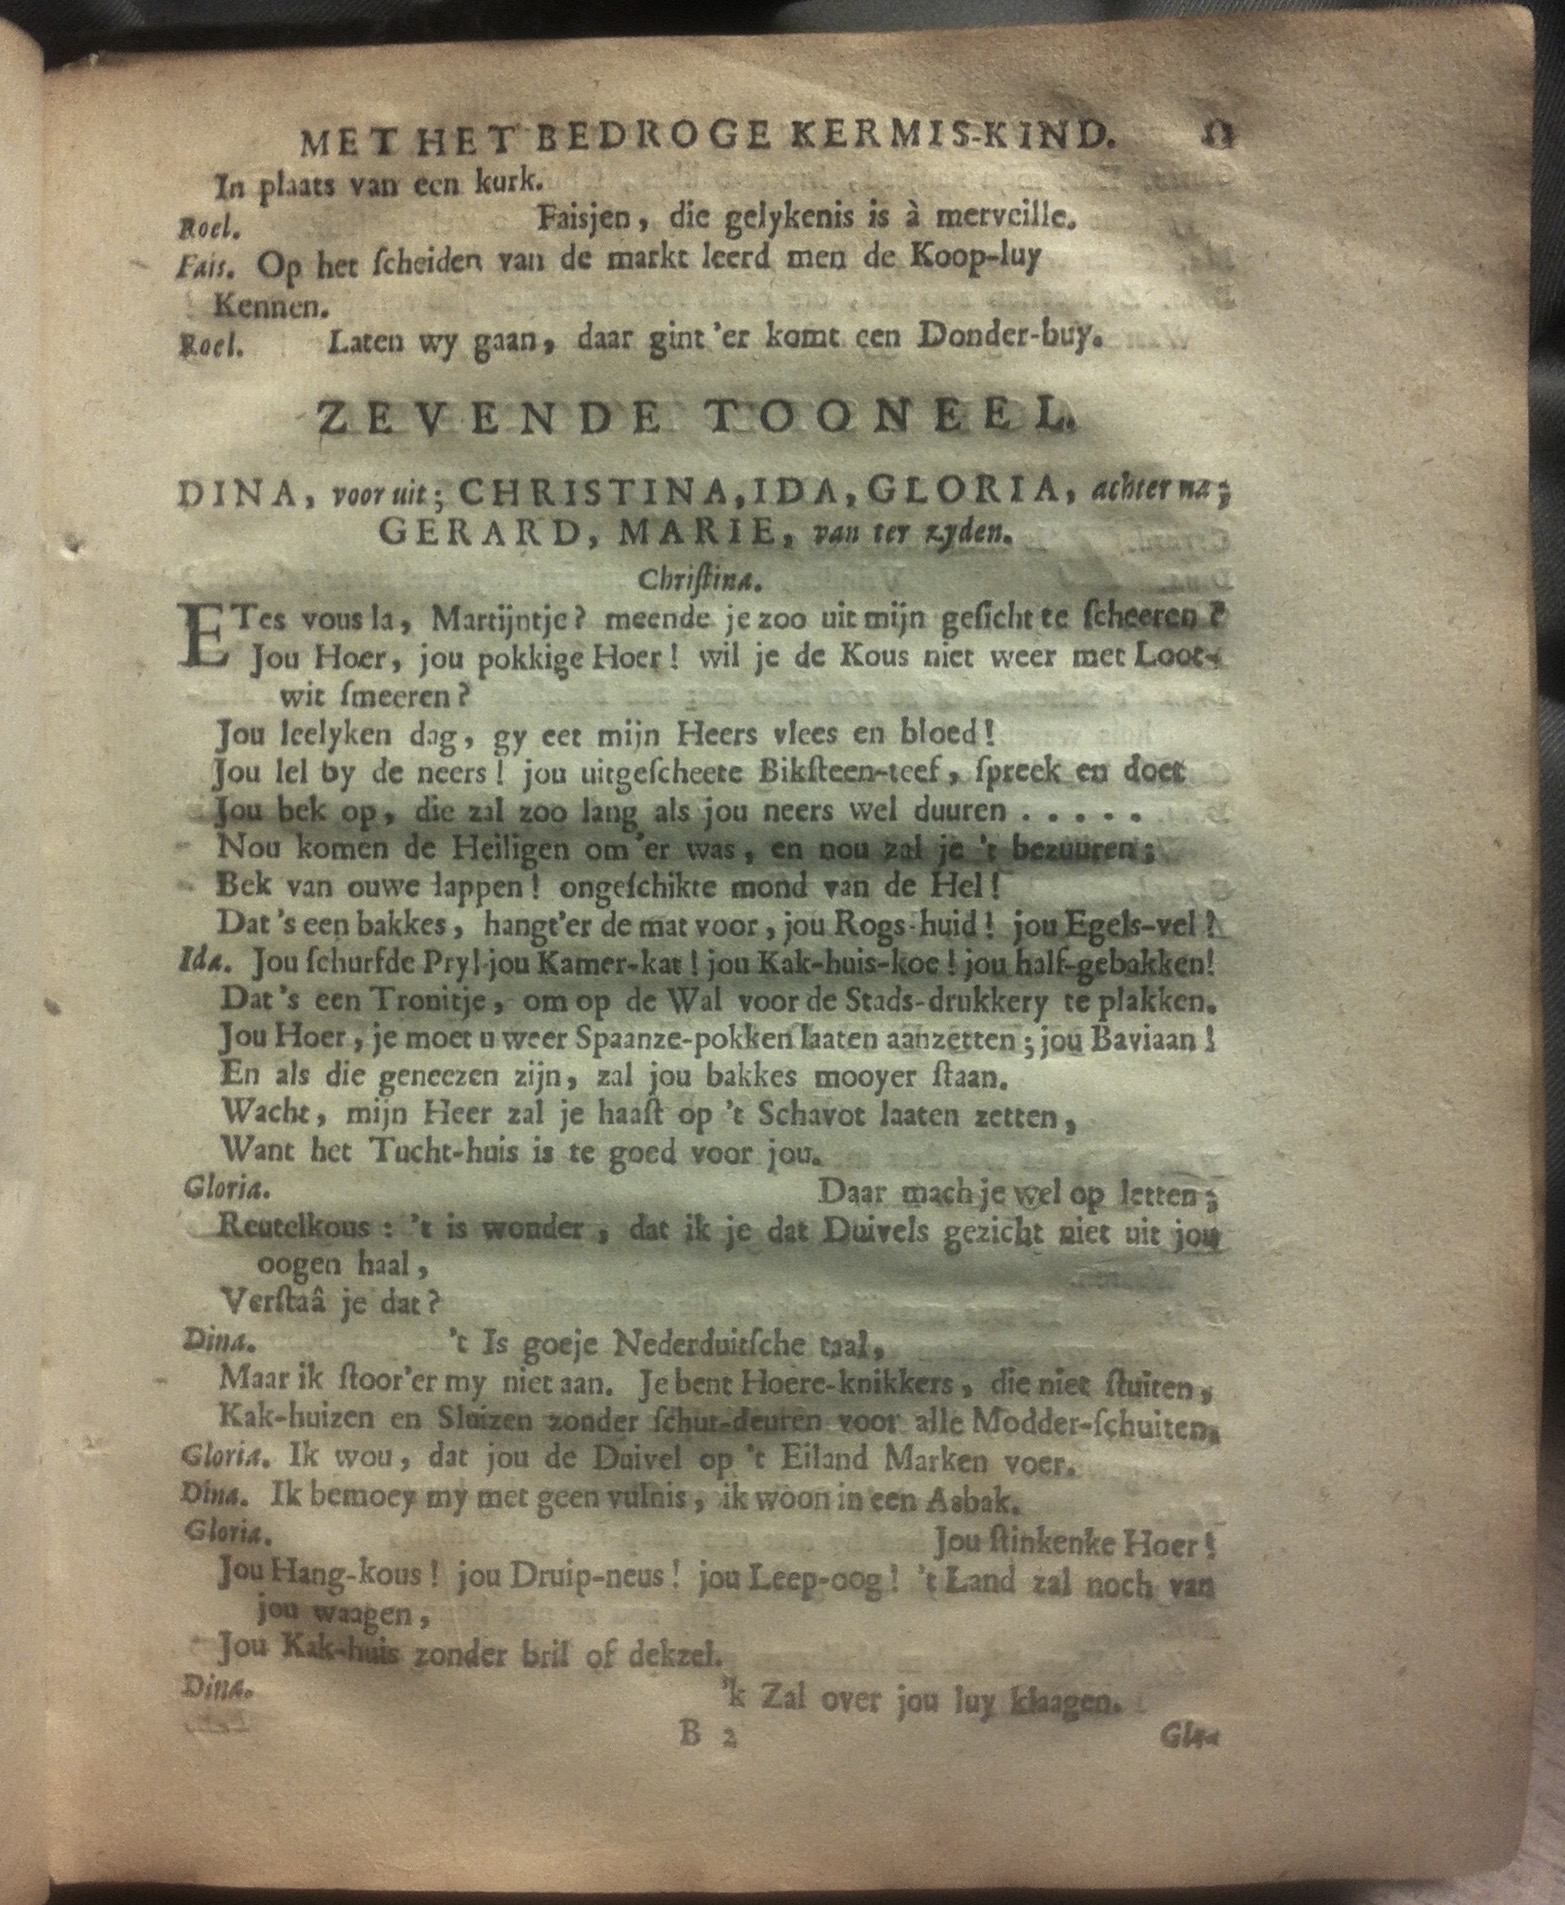 MET HET BEDROGE KERMIS-KIND. 11
In plaats van een kurk.
Roel. Faisjen, die gelykenis is à merveille.
Fais. Op het ſcheiden van de markt leerd men de Koop-luy
Kennen.
Roel. Laten wy gaan, daar gint 'er komt een Donder-buy.
ZEVENDE TOONEEL.
DINA, voor uit; CHRISTINA, IDA, GLORIA, achter na;
GERARD, MARIE, van ter zyden.
Chriſtina.
ETes vous la, Martijntje? meende je zoo uit mijn geſicht te ſcheeren?
Jou Hoer, jou pokkige Hoer! wil je de Kous niet weer met Loot-
wit ſmeeren?
Jou leelyken dag, gy eet mijn Heers vlees en bloed!
Jou lel by de neers! jou uitgeſcheete Bikſteen-teef, ſpreek en doet
Jou bek op, die zal zoo lang als jou neers wel duuren . . . . .
Nou komen de Heiligen om 'er was, en nou zal je 't bezuuren;
Bek van ouwe lappen! ongeſchikte mond van de Hel!
Dat 's een bakkes, hangt'er de mat voor, jou Rogs-huid! jou Egels-vel!
Ida. Jou ſchurfde Pry! jou Kamer-kat! jou Kak-huis-koe! jou half-gebakken!
Dat 's een Tronitje, om op de Wal voor de Stads-drukkery te plakken.
Jou Hoer, je moet u weer Spaanze-pokken laaten aanzetten; jou Baviaan!
En als die geneezen zijn, zal jou bakkes mooyer ſtaan.
Wacht, mijn Heer zal je haaſt op 't Schavot laaten zetten,
Want het Tucht-huis is te goed voor jou.
Gloria. Daar mach je wel op letten;
Reutelkous: 't is wonder, dat ik je dat Duivels gezicht niet uit jou
oogen haal,
Verſtaâ je dat?
Dina. 't Is goeje Nederduitſche taal,
Maar ik ſtoor'er my niet aan. Je bent Hoere-knikkers, die niet ſtuiten,
Kak-huizen en Sluizen zonder ſchut-deuren voor alle Modder-ſchuiten.
Gloria. Ik wou, dat jou de Duivel op 't Eiland Marken voer.
Dina. Ik bemoey my met geen vulnis, ik woon in een Asbak.
Gloria. Jou ſtinkenke Hoer!
Jou Hang-kous! jou Druip-neus! jou Leep-oog! 't Land zal noch van
jou waagen,
Jou Kak-huis zonder bril of dekzel.
Dina. 'k Zal over jou luy klaagen.
B 2 Glo-